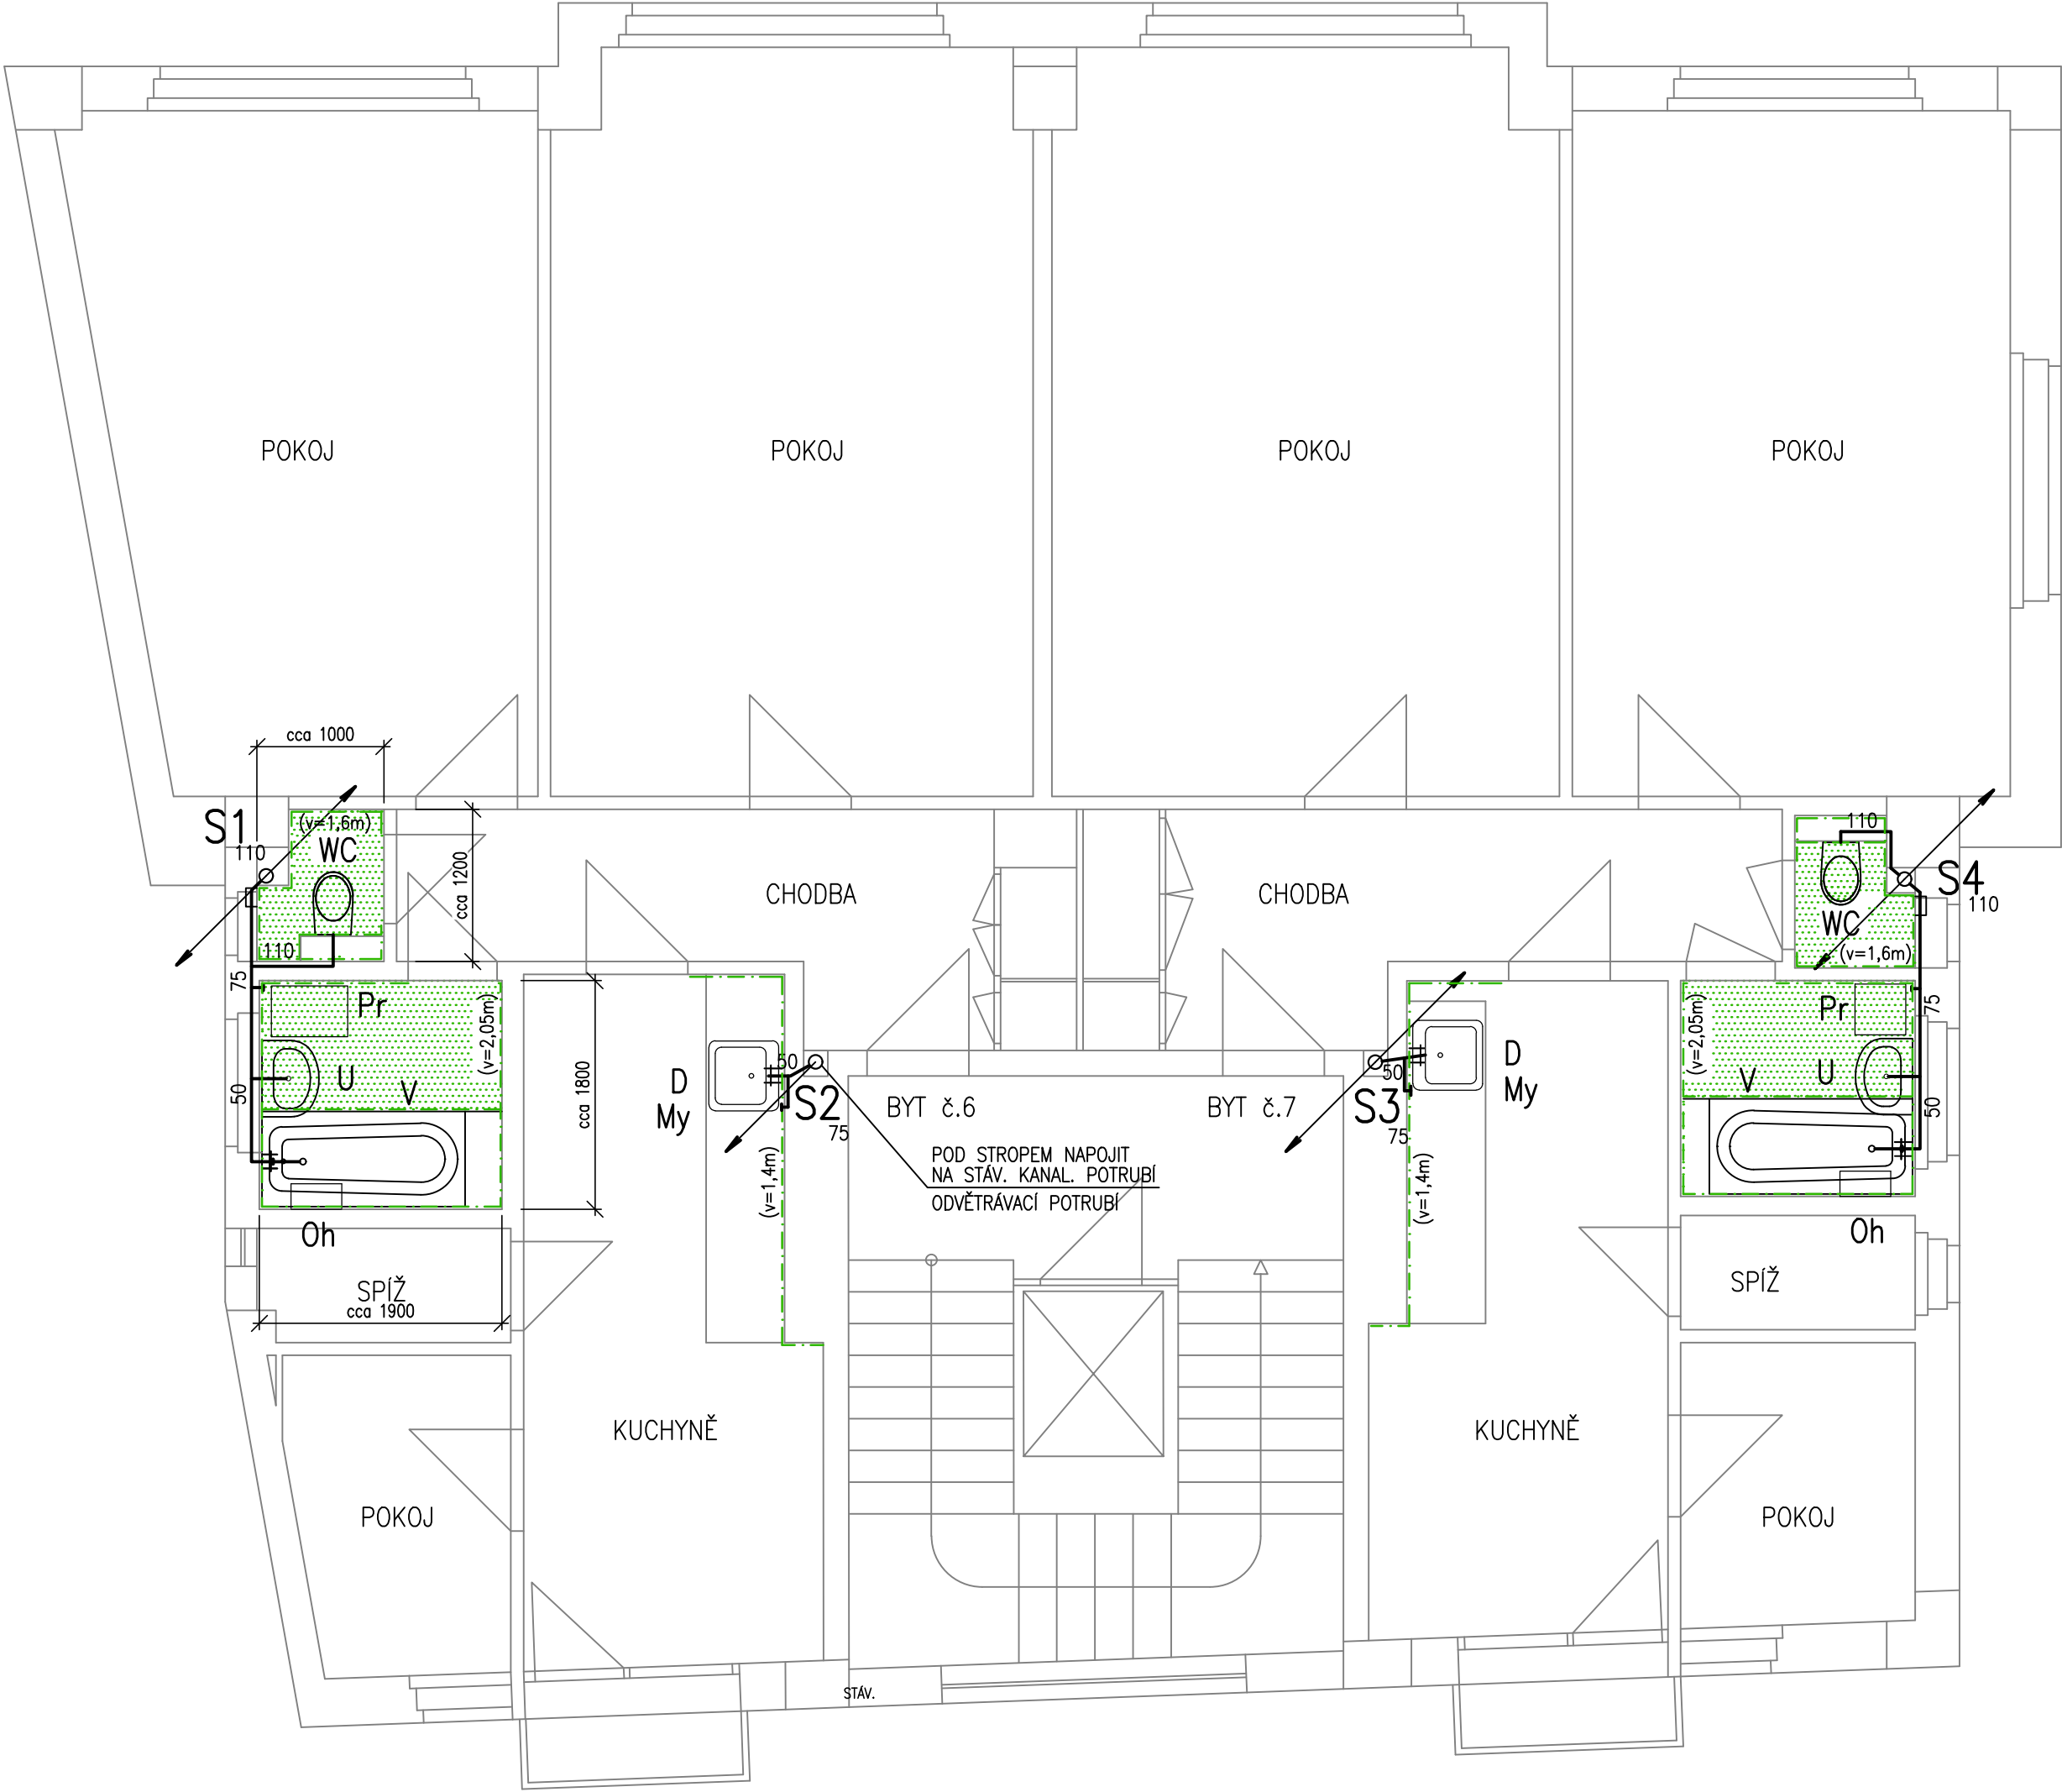 POKOJ
POKOJ
POKOJ
POKOJ
cca 1000
S1
110
(v=1,6m)
WC
cca 1200
110
75
50
Pr
U
V
(v=2,05m)
cca 1800
Oh
SPÍŽ
cca 1900
POKOJ
CHODBA
CHODBA
D
My
50
S2
75
(v=1,4m)
KUCHYNĚ
BYT č.6
BYT č.7
POD STROPEM NAPOJIT
NA STÁV. KANAL. POTRUBÍ
ODVĚTRÁVACÍ POTRUBÍ
50
S3
75
(v=1,4m)
D
My
KUCHYNĚ
110
S4
110
WC
(v=1,6m)
75
50
(v=2,05m)
Pr
U
V
Oh
SPÍŽ
POKOJ
STÁV.